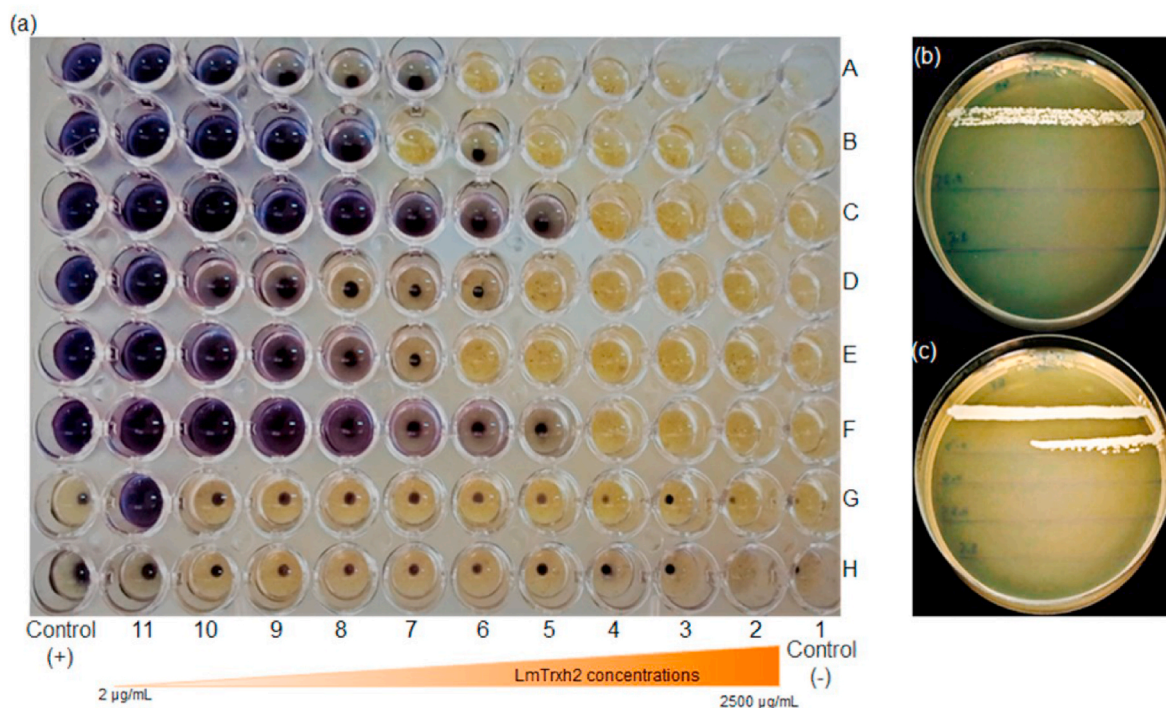 (a)
A
B
C
D
E
F
G
H
Control 11 10 9 8 7 6 5 4 3 2 1
(+)
Control
(-)
LmTrxh2 concentrations
2 µg/mL
2500 µg/mL
(b)
(c)